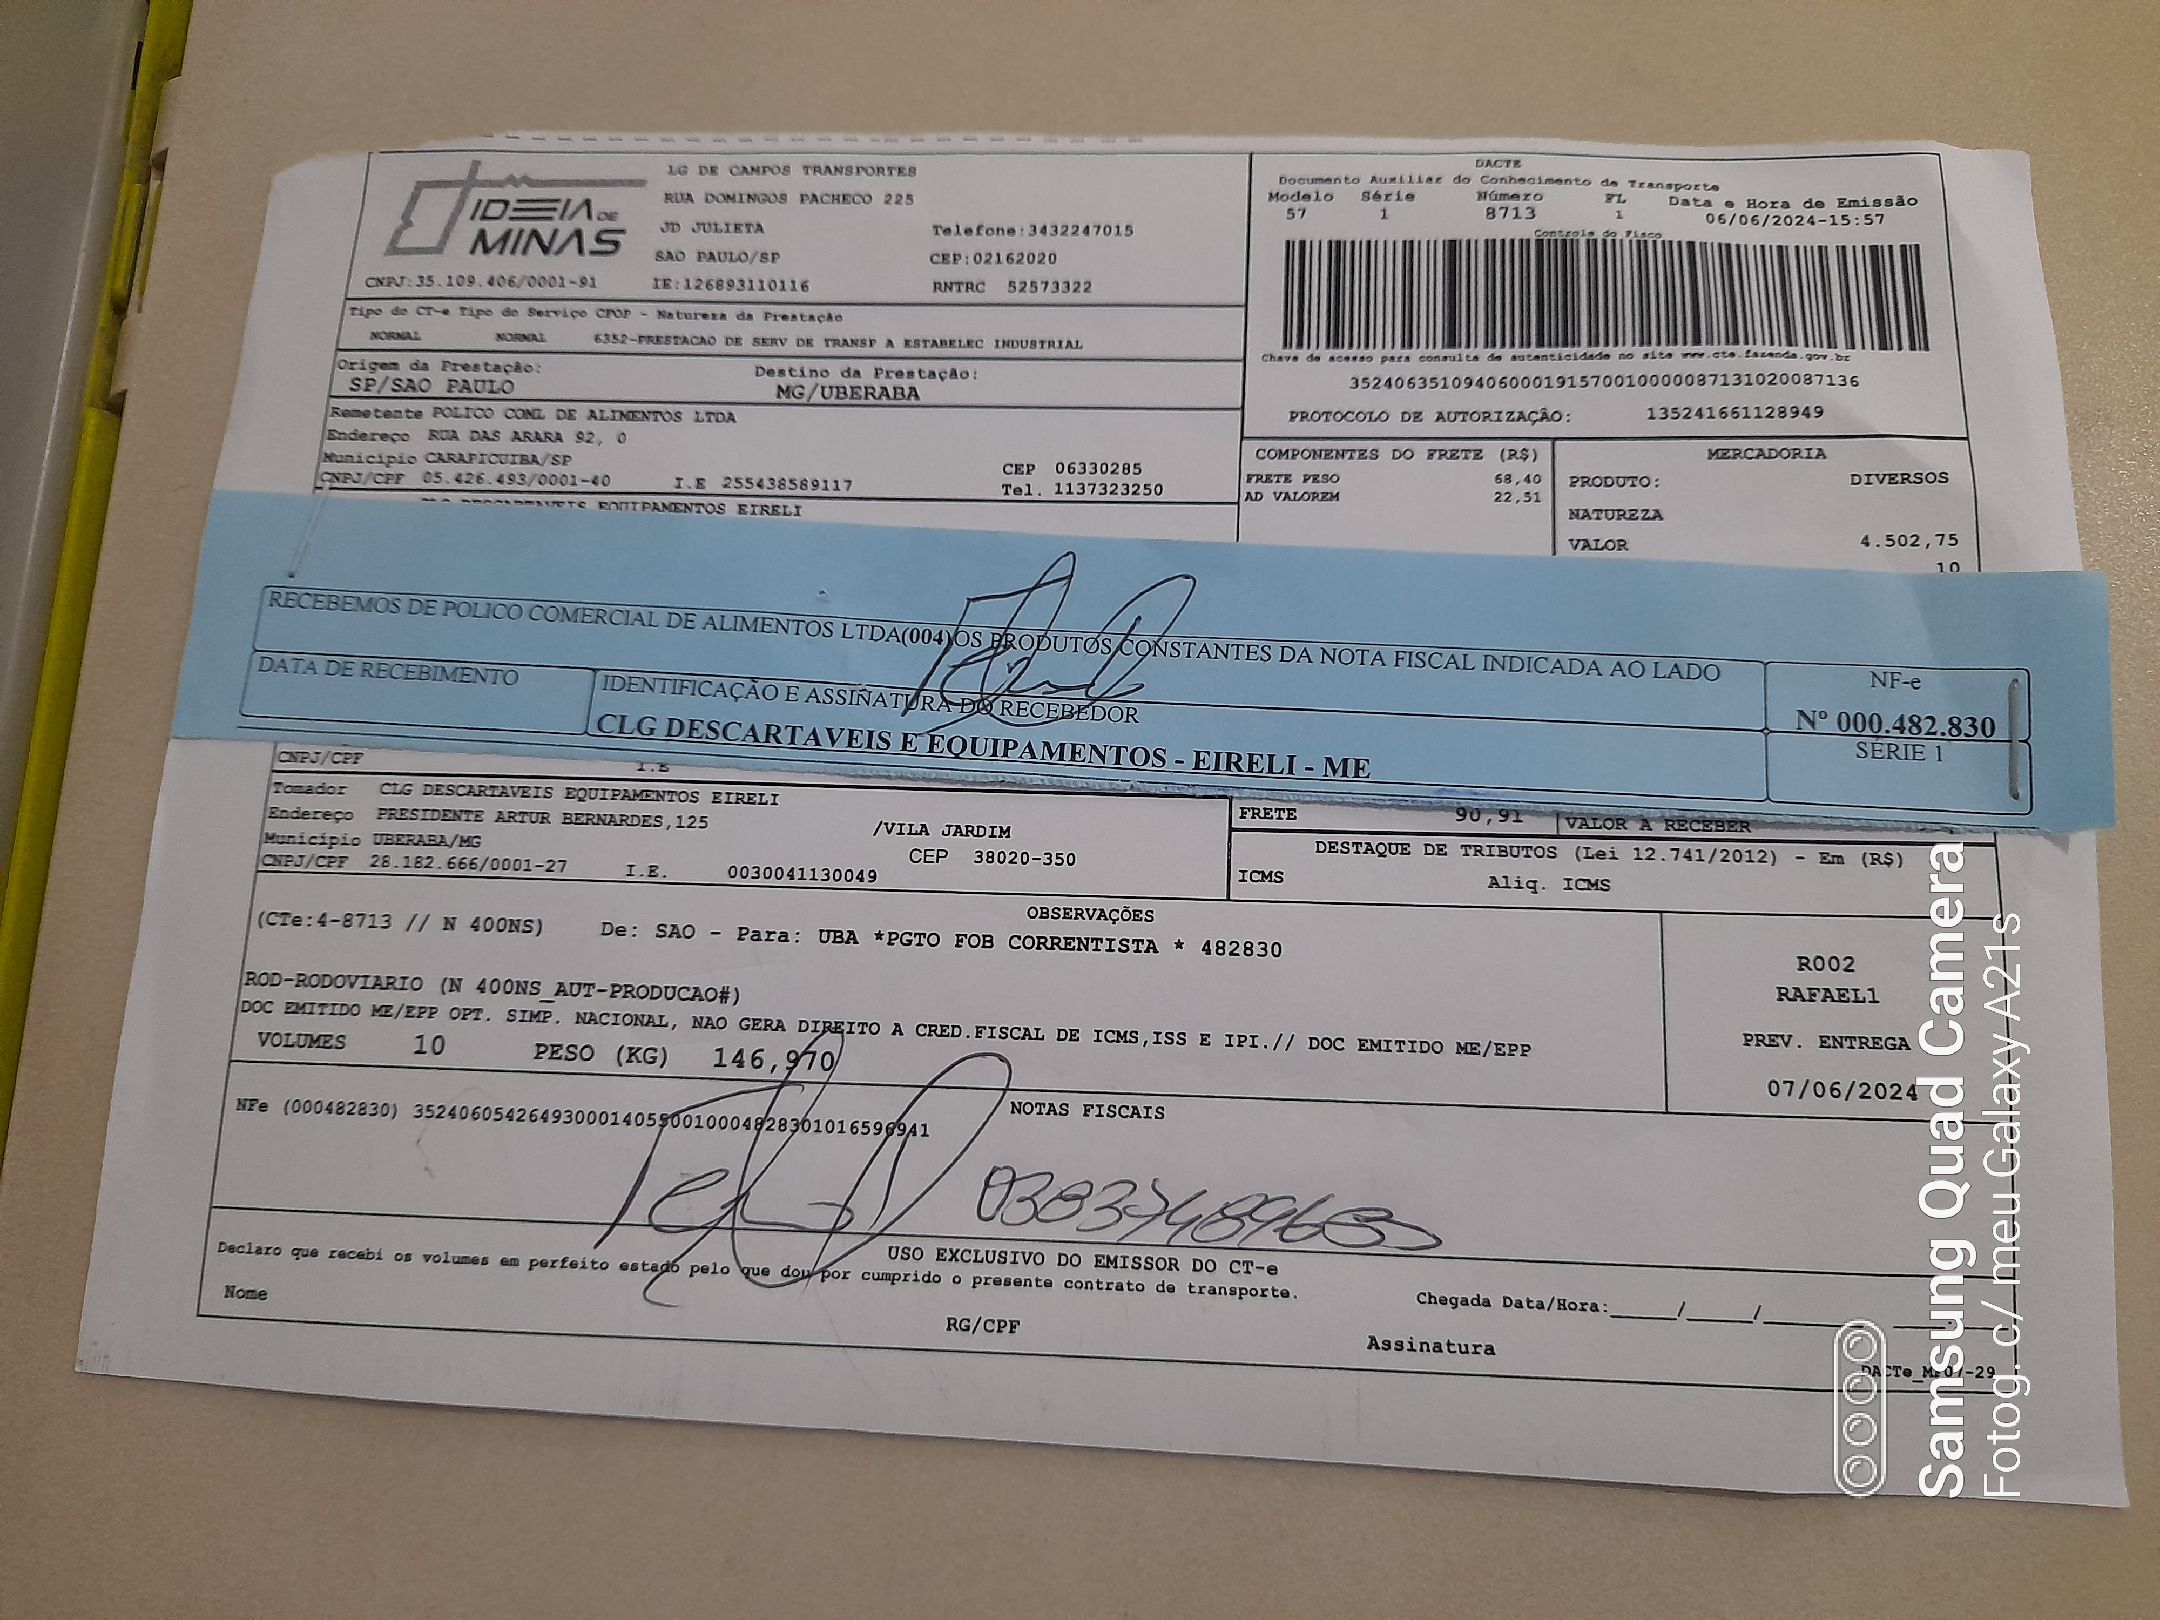 IDEIA DE
MINAS
LG DE CAMPOS TRANSPORTES
RUA DOMINGOS PACHECO 225
JD JULIETA Telefone:3432247015
SAO PAULO/SP CEP:02162020
CNPJ:35.109.406/0001-91 IE:126893110116 RNTRC 52573322
DACTE
Documento Auxiliar do Conhecimento de Transporte
Modelo Série Número FL Data e Hora de Emissão
57 1 8713 1 06/06/2024-15:57
Controle do Fisco
Chave de acesso para consulta de autenticidade no site www.cte.fazenda.gov.br
35240635109406000191570010000087131020087136
PROTOCOLO DE AUTORIZAÇÃO: 135241661128949
Tipo do CT-e Tipo do Serviço CFOP - Natureza da Prestação
NORMAL NORMAL 6352-PRESTACAO DE SERV DE TRANSP A ESTABELEC INDUSTRIAL
Origem da Prestação: Destino da Prestação:
SP/SAO PAULO MG/UBERABA
Remetente POLICO COML DE ALIMENTOS LTDA
Endereço RUA DAS ARARA 92, 0
Município CARAPICUIBA/SP CEP 06330285
CNPJ/CPF 05.426.493/0001-40 I.E 255438589117 Tel. 1137323250
EQUIPAMENTOS EIRELI
COMPONENTES DO FRETE (R$)
FRETE PESO 68,40
AD VALOREM 22,51
MERCADORIA
PRODUTO: DIVERSOS
NATUREZA
VALOR 4.502,75
10
RECEBEMOS DE POLICO COMERCIAL DE ALIMENTOS LTDA(004)OS PRODUTOS CONSTANTES DA NOTA FISCAL INDICADA AO LADO
DATA DE RECEBIMENTO
IDENTIFICAÇÃO E ASSINATURA DO RECEBEDOR
CLG DESCARTAVEIS E EQUIPAMENTOS - EIRELI - ME
NF-e
Nº 000.482.830
SÉRIE 1
CNPJ/CPF I.E
Tomador CLG DESCARTAVEIS EQUIPAMENTOS EIRELI
Endereço PRESIDENTE ARTUR BERNARDES,125 /VILA JARDIM
Município UBERABA/MG CEP 38020-350
CNPJ/CPF 28.182.666/0001-27 I.E. 0030041130049
FRETE 90,91 VALOR A RECEBER
DESTAQUE DE TRIBUTOS (Lei 12.741/2012) - Em (R$)
ICMS Aliq. ICMS
OBSERVAÇÕES
(CTe:4-8713 // N 400NS) De: SAO - Para: UBA *PGTO FOB CORRENTISTA * 482830
ROD-RODOVIARIO (N 400NS_AUT-PRODUCAO#)
DOC EMITIDO ME/EPP OPT. SIMP. NACIONAL, NAO GERA DIREITO A CRED.FISCAL DE ICMS,ISS E IPI.// DOC EMITIDO ME/EPP
VOLUMES 10 PESO (KG) 146,970
R002
RAFAEL1
PREV. ENTREGA
07/06/2024
NOTAS FISCAIS
NFe (000482830) 35240605426493000140550010004828301016596941
USO EXCLUSIVO DO EMISSOR DO CT-e
Declaro que recebi os volumes em perfeito estado pelo que dou por cumprido o presente contrato de transporte.
Nome RG/CPF Assinatura Chegada Data/Hora:_____/_____/
Samsung Quad Camera
Fotog. c/ meu Galaxy A21s